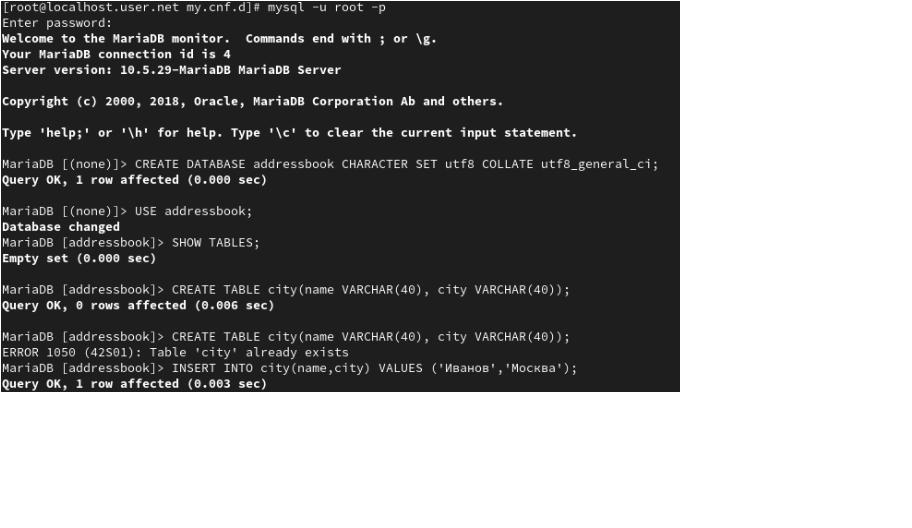 [root@localhost.user.net my.cnf.d]# mysql -u root -p
Enter password:
Welcome to the MariaDB monitor.  Commands end with ; or \g.
Your MariaDB connection id is 4
Server version: 10.5.29-MariaDB MariaDB Server
Copyright (c) 2000, 2018, Oracle, MariaDB Corporation Ab and others.
Type 'help;' or '\h' for help. Type '\c' to clear the current input statement.
MariaDB [(none)]> CREATE DATABASE addressbook CHARACTER SET utf8 COLLATE utf8_general_ci;
Query OK, 1 row affected (0.000 sec)
MariaDB [(none)]> USE addressbook;
Database changed
MariaDB [addressbook]> SHOW TABLES;
Empty set (0.000 sec)
MariaDB [addressbook]> CREATE TABLE city(name VARCHAR(40), city VARCHAR(40));
Query OK, 0 rows affected (0.006 sec)
MariaDB [addressbook]> CREATE TABLE city(name VARCHAR(40), city VARCHAR(40));
ERROR 1050 (42S01): Table 'city' already exists
MariaDB [addressbook]> INSERT INTO city(name,city) VALUES ('Иванов','Москва');
Query OK, 1 row affected (0.003 sec)